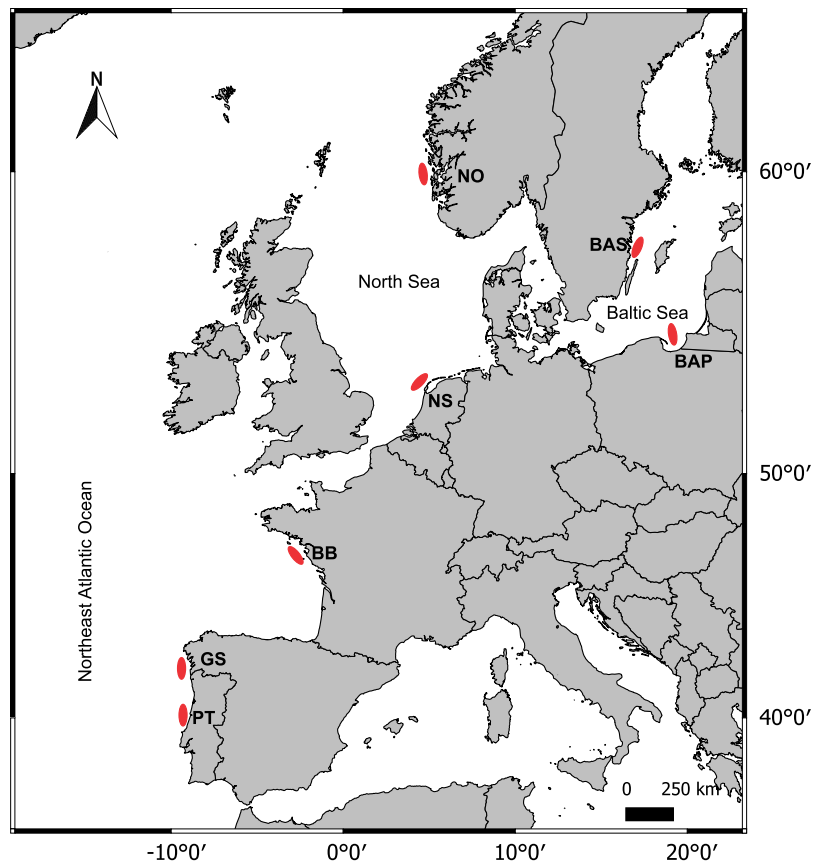 N
NO
60°0′
BAS
North Sea
Baltic Sea
BAP
NS
50°0′
Northeast Atlantic Ocean
BB
GS
PT
40°0′
0 250 km
-10°0′ 0°0′ 10°0′ 20°0′